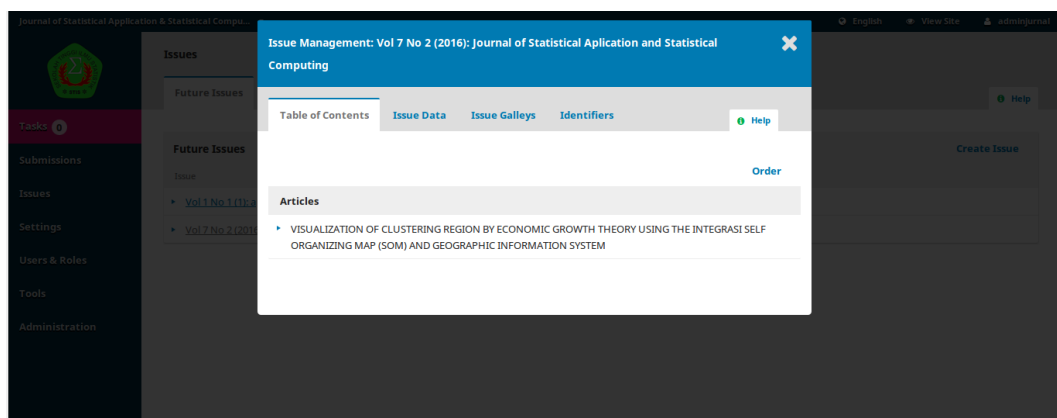 Journal of Statistical Application & Statistical Compu...
English
View Site
adminjurnal
Issues
Future Issues
Help
Tasks 0
Submissions
Issues
Settings
Users & Roles
Tools
Administration
Future Issues
Create Issue
Issue
Vol 1 No 1 (1): a
Vol 7 No 2 (2016
Issue Management: Vol 7 No 2 (2016): Journal of Statistical Aplication and Statistical
Computing
Table of Contents
Issue Data
Issue Galleys
Identifiers
Help
Order
Articles
VISUALIZATION OF CLUSTERING REGION BY ECONOMIC GROWTH THEORY USING THE INTEGRASI SELF
ORGANIZING MAP (SOM) AND GEOGRAPHIC INFORMATION SYSTEM